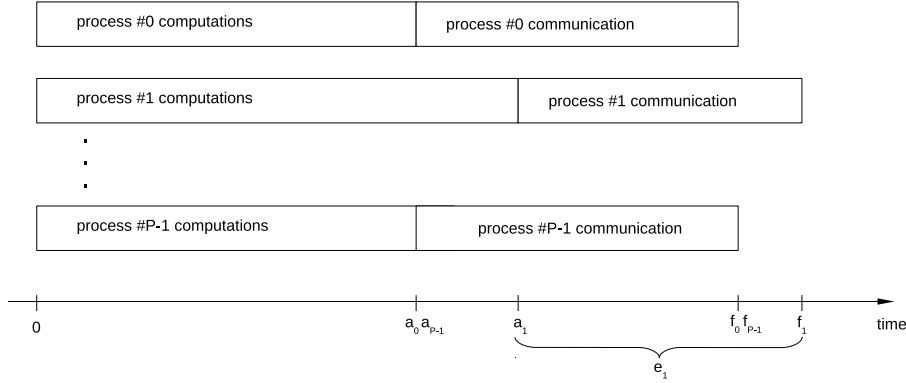 process #0 computations process #0 communication
process #1 computations process #1 communication
process #P-1 computations process #P-1 communication
0 a₀ aP-1 a₁ f₀ fP-1 f₁ time
e₁